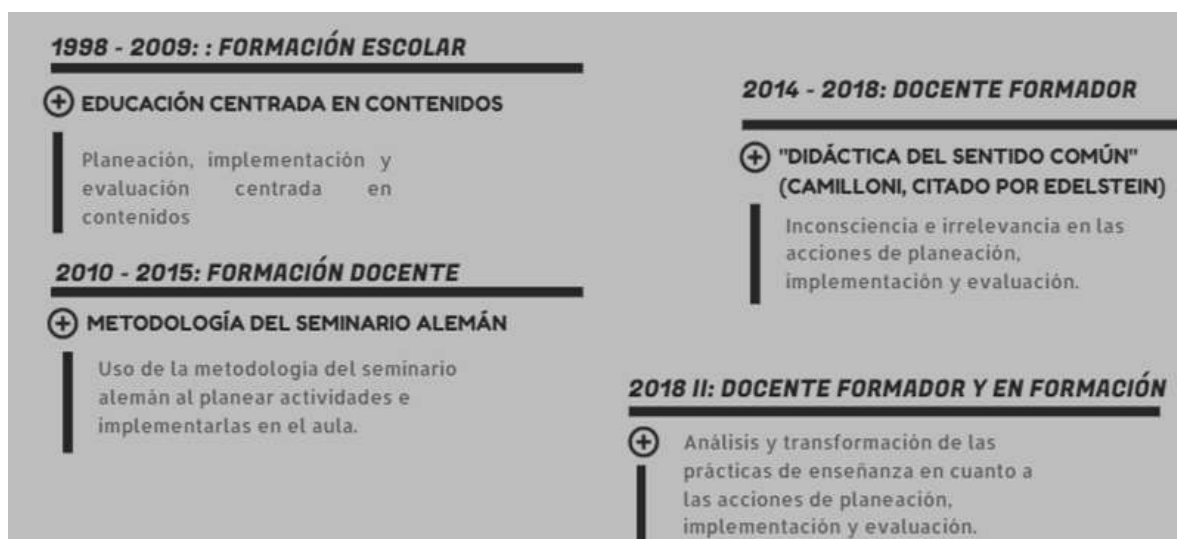 1998 - 2009: : FORMACIÓN ESCOLAR
EDUCACIÓN CENTRADA EN CONTENIDOS
Planeación, implementación y
evaluación centrada en
contenidos
2010 - 2015: FORMACIÓN DOCENTE
METODOLOGÍA DEL SEMINARIO ALEMÁN
Uso de la metodología del seminario
alemán al planear actividades e
implementarlas en el aula.
2014 - 2018: DOCENTE FORMADOR
"DIDÁCTICA DEL SENTIDO COMÚN"
(CAMILLONI, CITADO POR EDELSTEIN)
Inconsciencia e irrelevancia en las
acciones de planeación,
implementación y evaluación.
2018 II: DOCENTE FORMADOR Y EN FORMACIÓN
Análisis y transformación de las
prácticas de enseñanza en cuanto a
las acciones de planeación,
implementación y evaluación.